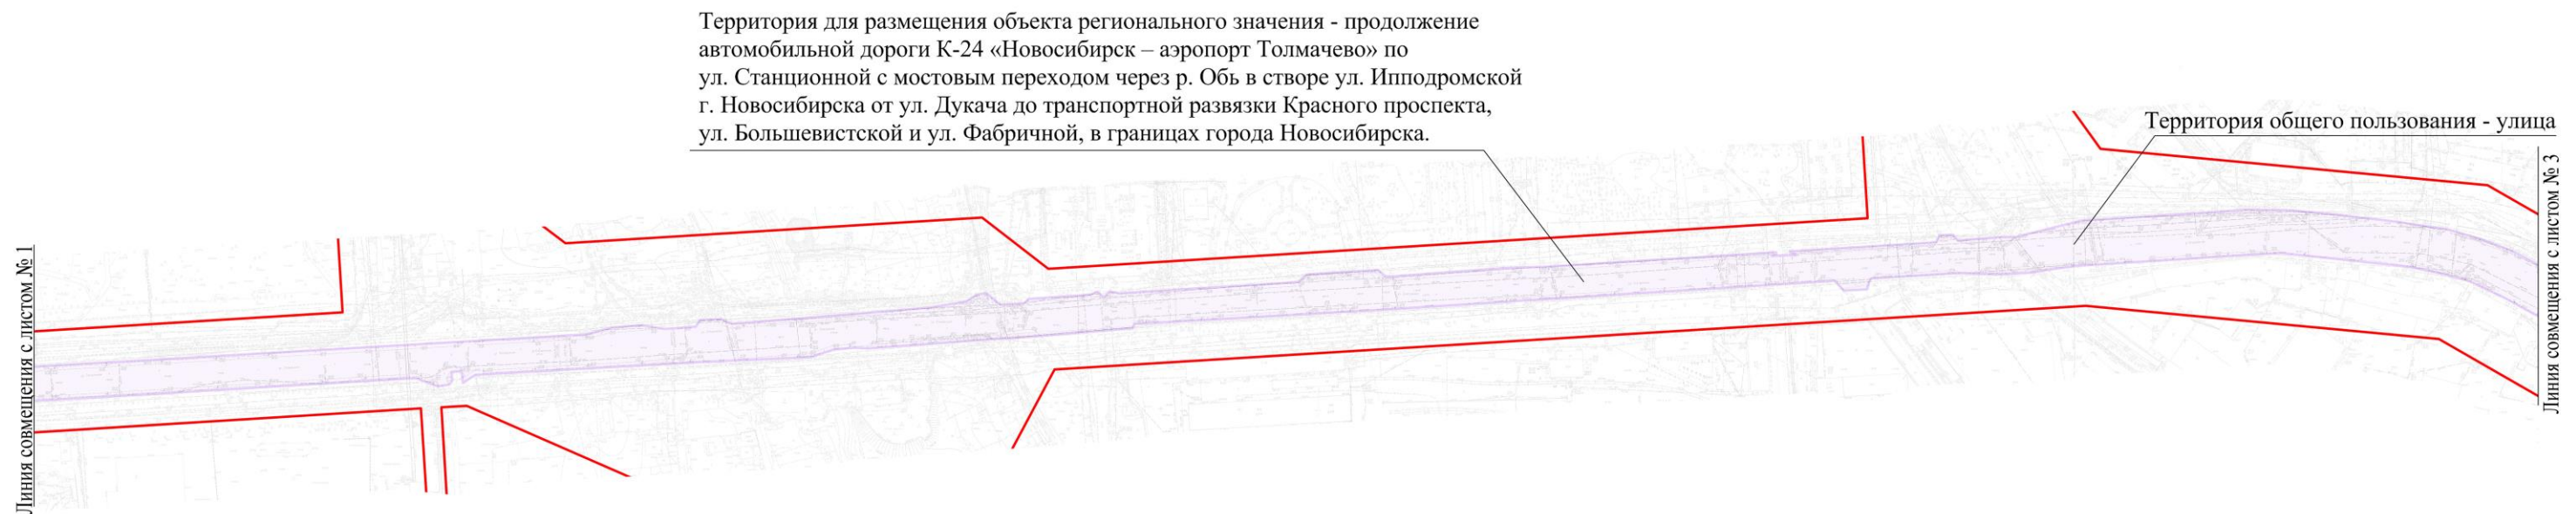 Территория для размещения объекта регионального значения - продолжение
автомобильной дороги К-24 «Новосибирск – аэропорт Толмачево» по
ул. Станционной с мостовым переходом через р. Обь в створе ул. Ипподромской
г. Новосибирска от ул. Дукача до транспортной развязки Красного проспекта,
ул. Большевистской и ул. Фабричной, в границах города Новосибирска.
Территория общего пользования - улица
Линия совмещения с листом № 1
Линия совмещения с листом № 3